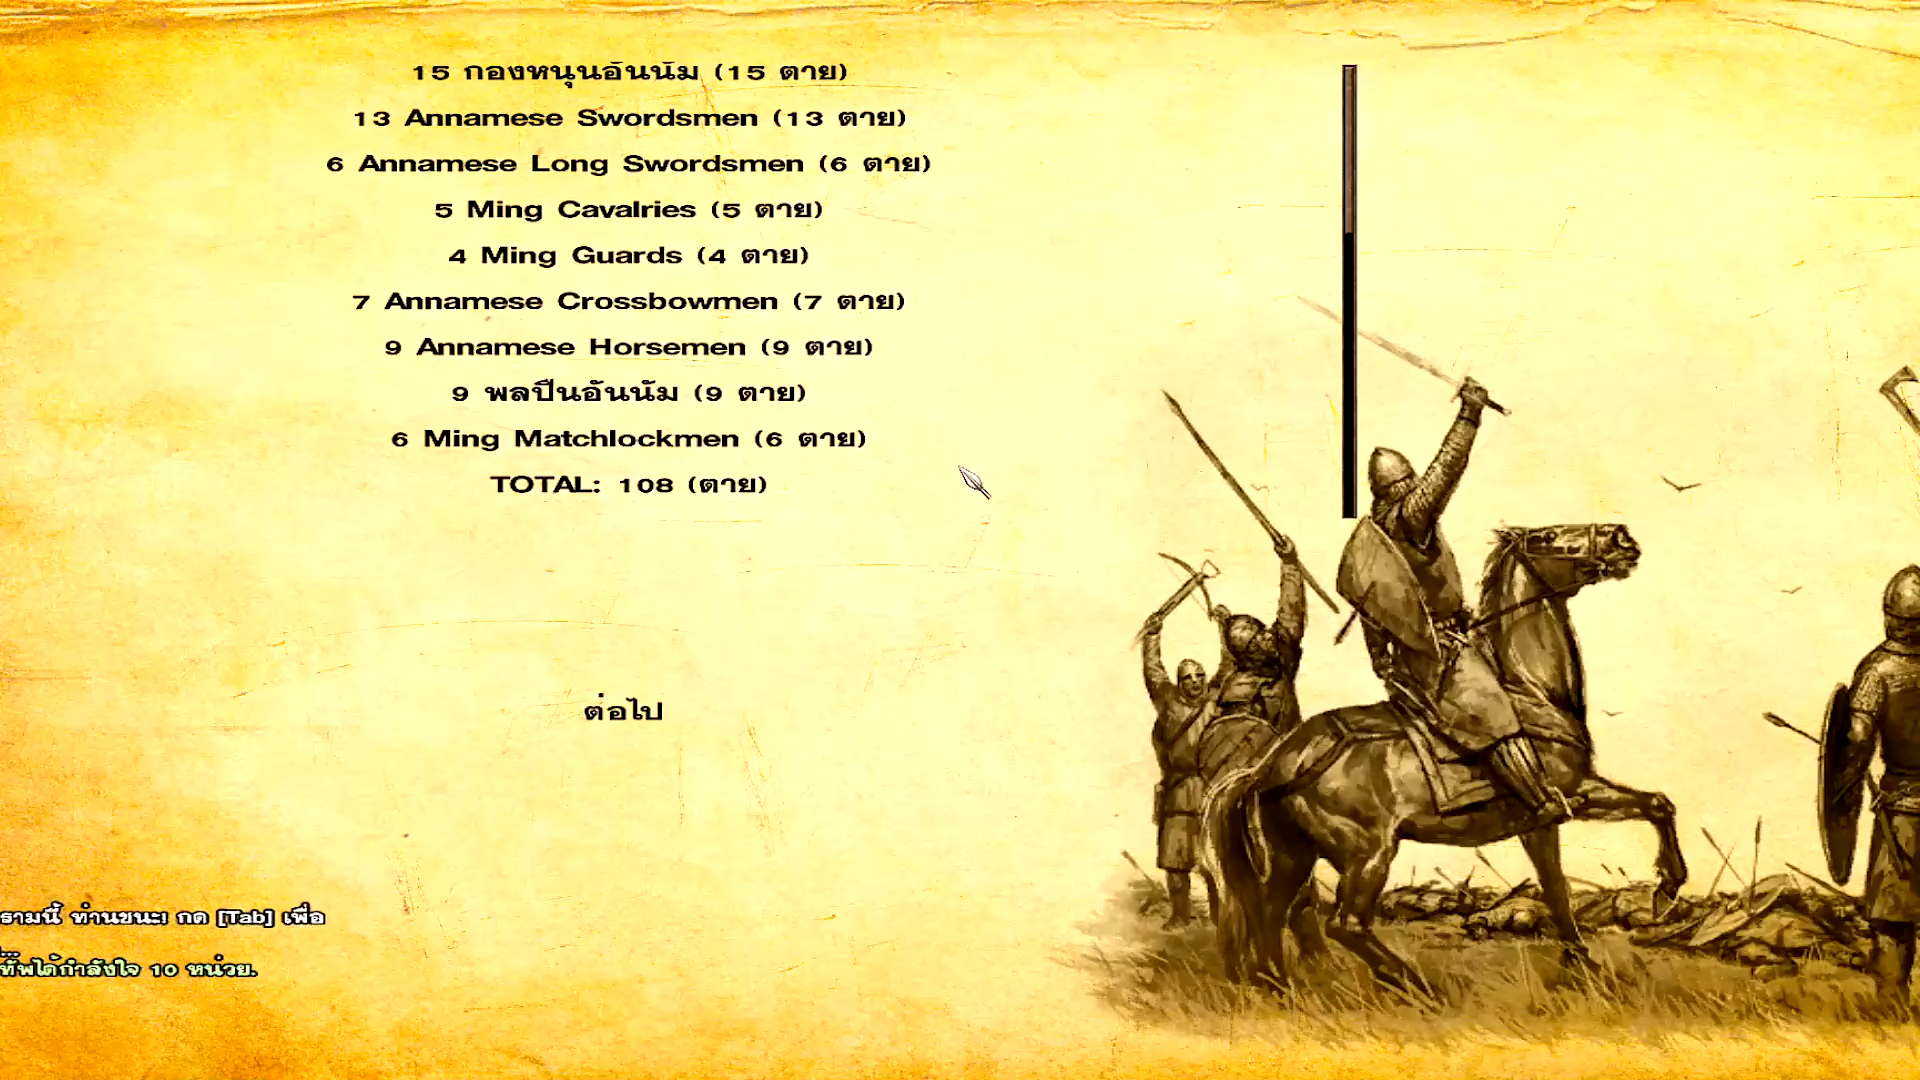 15 กองหนุนอันนัม (15 ตาย)
13 Annamese Swordsmen (13 ตาย)
6 Annamese Long Swordsmen (6 ตาย)
5 Ming Cavalries (5 ตาย)
4 Ming Guards (4 ตาย)
7 Annamese Crossbowmen (7 ตาย)
9 Annamese Horsemen (9 ตาย)
9 พลปืนอันนัม (9 ตาย)
6 Ming Matchlockmen (6 ตาย)
TOTAL: 108 (ตาย)
ต่อไป
รามนี้ ท่านชนะ! กด [Tab] เพื่อ
ทัพได้กำลังใจ 10 หน่วย.